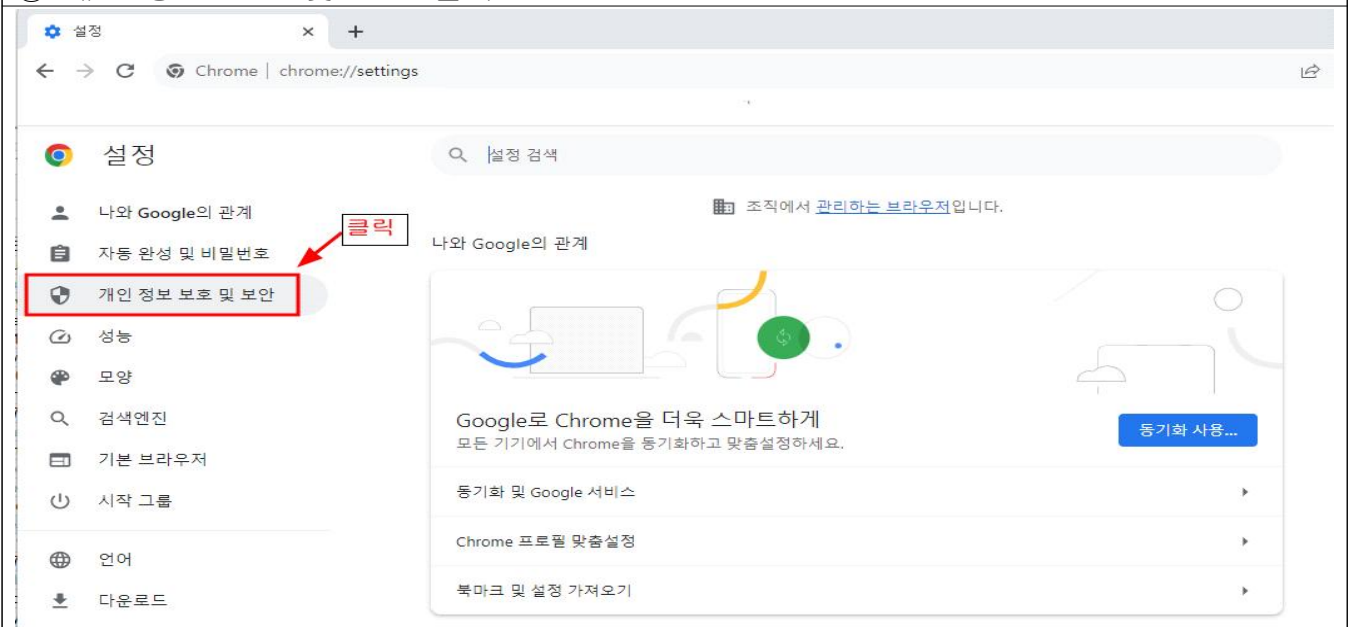 설정
Chrome | chrome://settings
설정
설정 검색
나와 Google의 관계
조직에서 관리하는 브라우저입니다.
클릭
자동 완성 및 비밀번호
나와 Google의 관계
개인 정보 보호 및 보안
성능
모양
검색엔진
Google로 Chrome을 더욱 스마트하게
모든 기기에서 Chrome을 동기화하고 맞춤설정하세요.
동기화 사용...
기본 브라우저
시작 그룹
동기화 및 Google 서비스
Chrome 프로필 맞춤설정
언어
북마크 및 설정 가져오기
다운로드